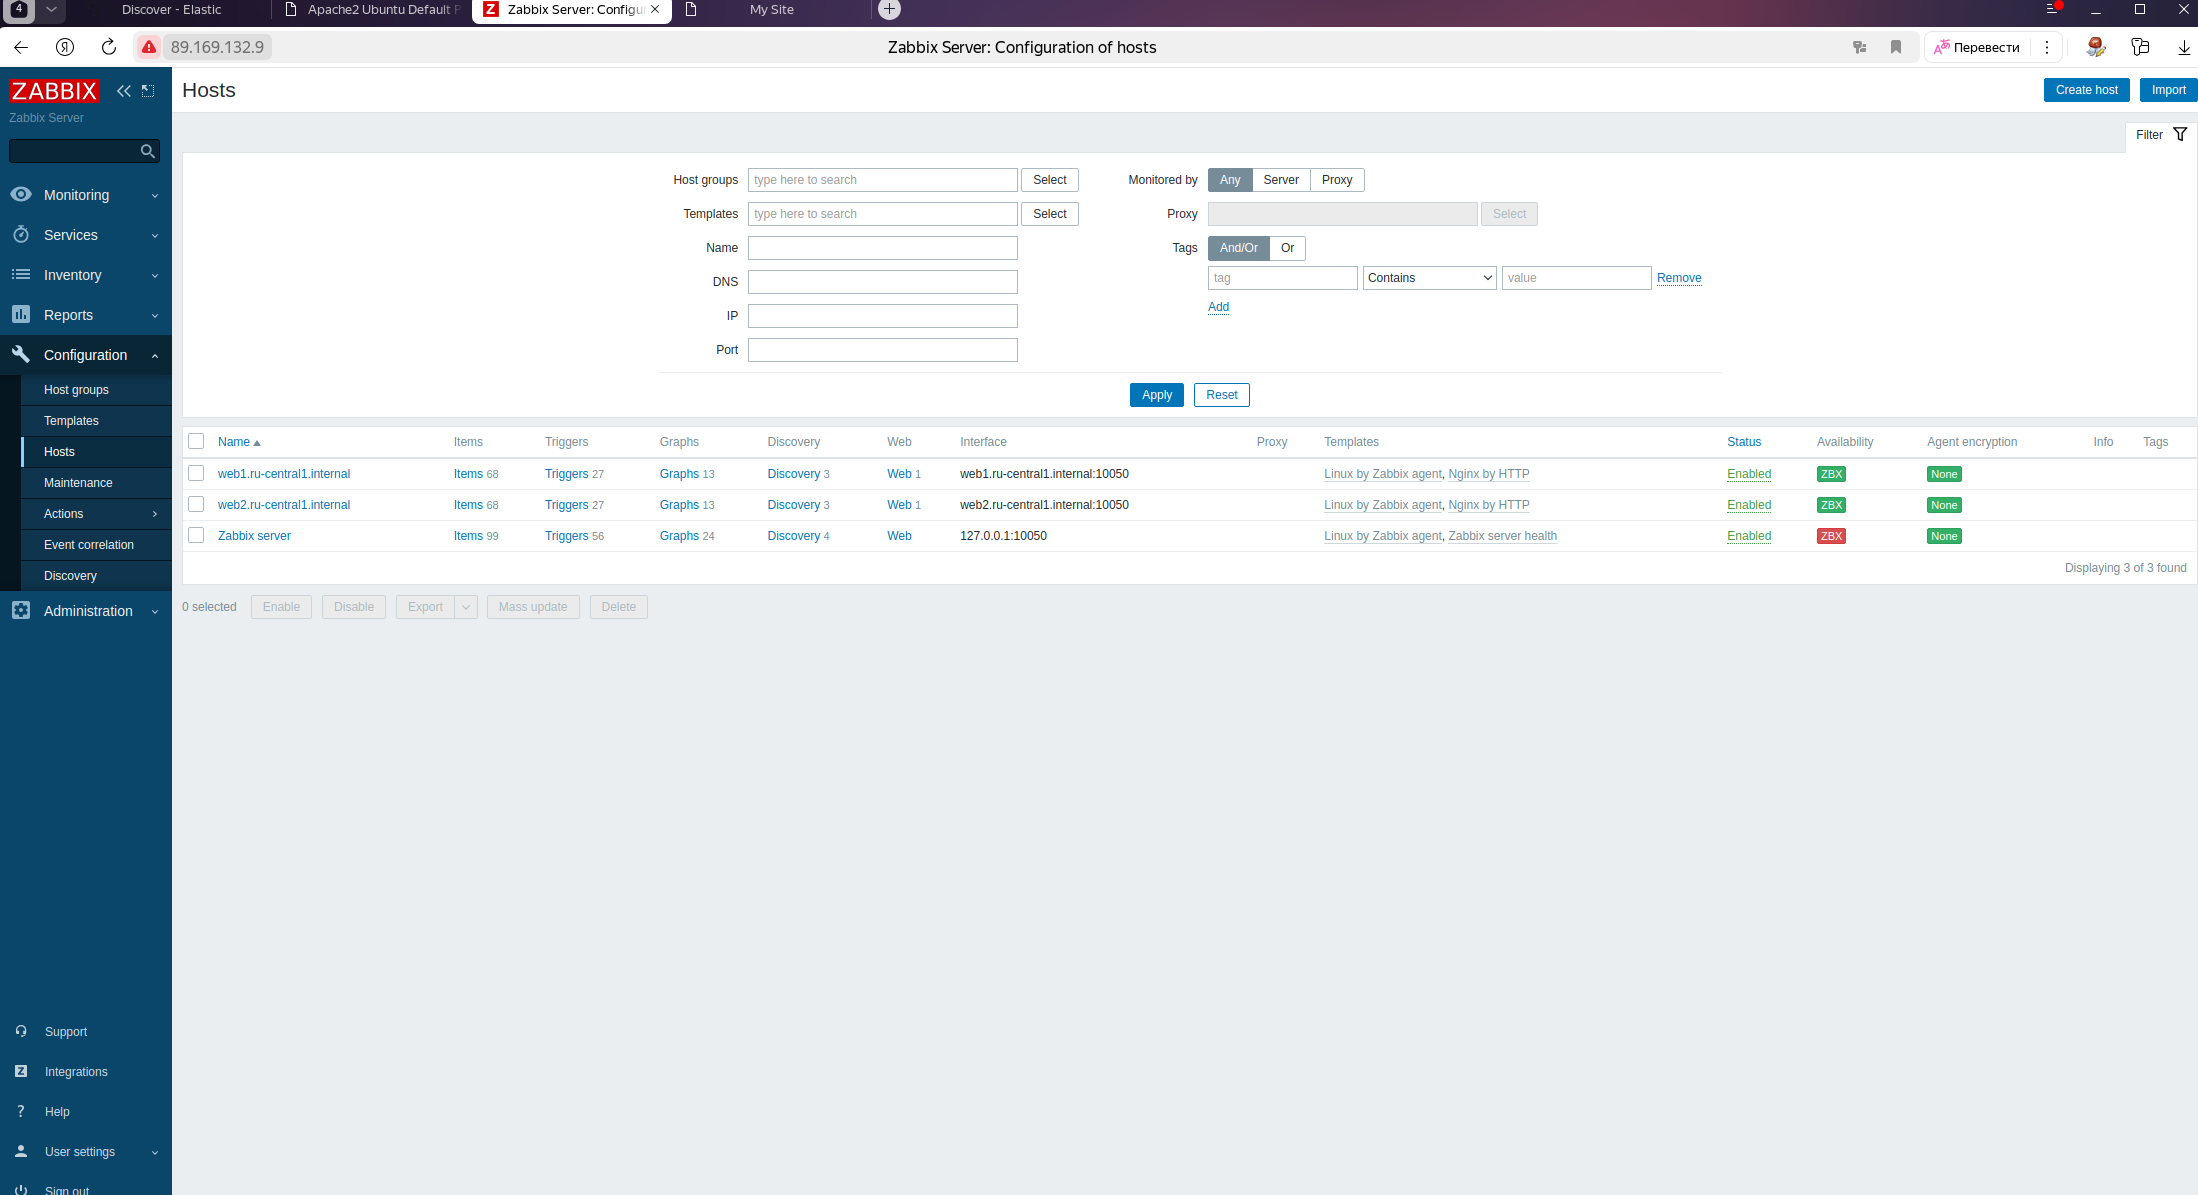 4
Discover - Elastic
Apache2 Ubuntu Default P
Z Zabbix Server: Configu
My Site
Я
89.169.132.9
Zabbix Server: Configuration of hosts
Перевести
ZABBIX
Zabbix Server
Monitoring
Services
Inventory
Reports
Configuration
Host groups
Templates
Hosts
Maintenance
Actions
Event correlation
Discovery
Administration
Support
Z Integrations
? Help
User settings
Sign out
Hosts
Create host
Import
Filter
Host groups type here to search Select
Templates type here to search Select
Name
DNS
IP
Port
Monitored by Any Server Proxy
Proxy Select
Tags And/Or Or
tag Contains value Remove
Add
Apply Reset
Name Items Triggers Graphs Discovery Web Interface Proxy Templates Status Availability Agent encryption Info Tags
web1.ru-central1.internal Items 68 Triggers 27 Graphs 13 Discovery 3 Web 1 web1.ru-central1.internal:10050 Linux by Zabbix agent, Nginx by HTTP Enabled ZBX None
web2.ru-central1.internal Items 68 Triggers 27 Graphs 13 Discovery 3 Web 1 web2.ru-central1.internal:10050 Linux by Zabbix agent, Nginx by HTTP Enabled ZBX None
Zabbix server Items 99 Triggers 56 Graphs 24 Discovery 4 Web 127.0.0.1:10050 Linux by Zabbix agent, Zabbix server health Enabled ZBX None
Displaying 3 of 3 found
0 selected Enable Disable Export Mass update Delete